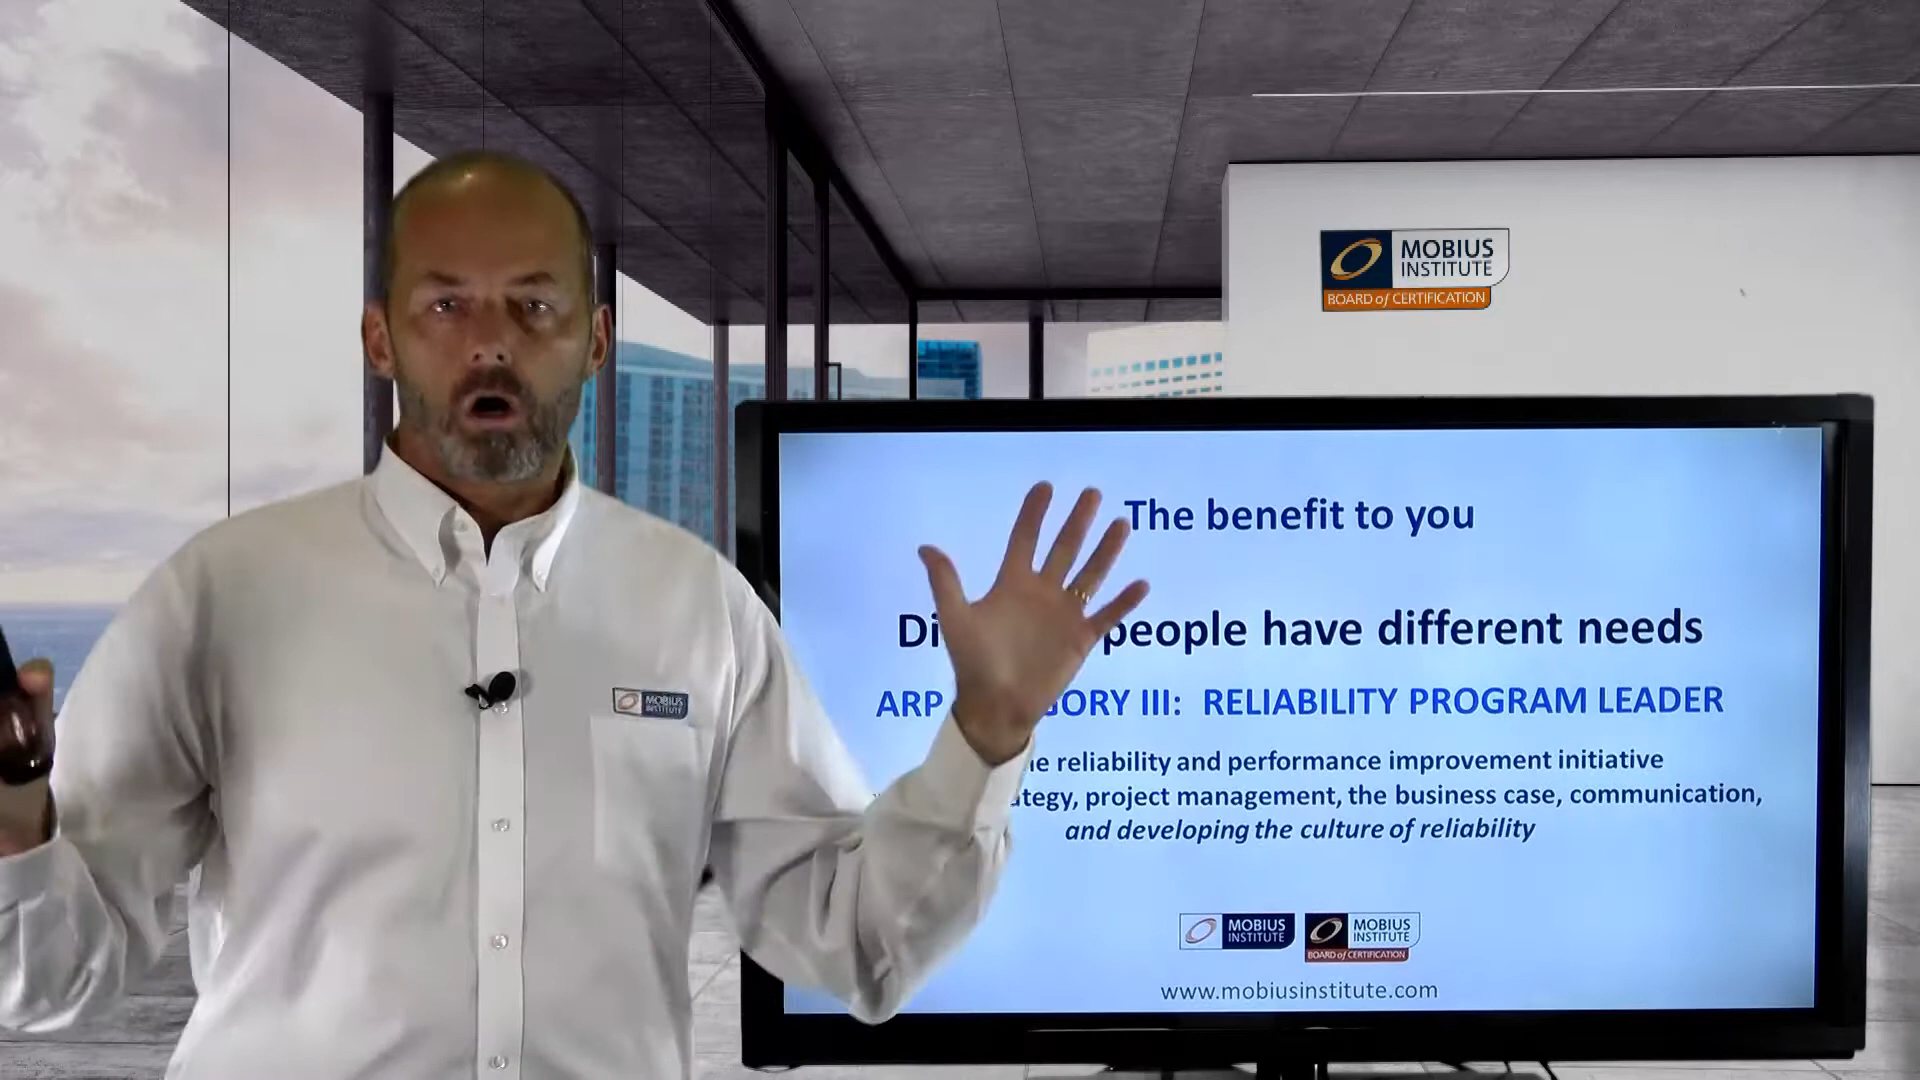 MOBIUS
INSTITUTE
BOARD of CERTIFICATION
The benefit to you
people have different needs
ARP III: RELIABILITY PROGRAM LEADER
reliability and performance improvement initiative
project management, the business case, communication,
and developing the culture of reliability
MOBIUS
INSTITUTE
MOBIUS
INSTITUTE
MOBIUS
INSTITUTE
BOARD of CERTIFICATION
www.mobiusinstitute.com